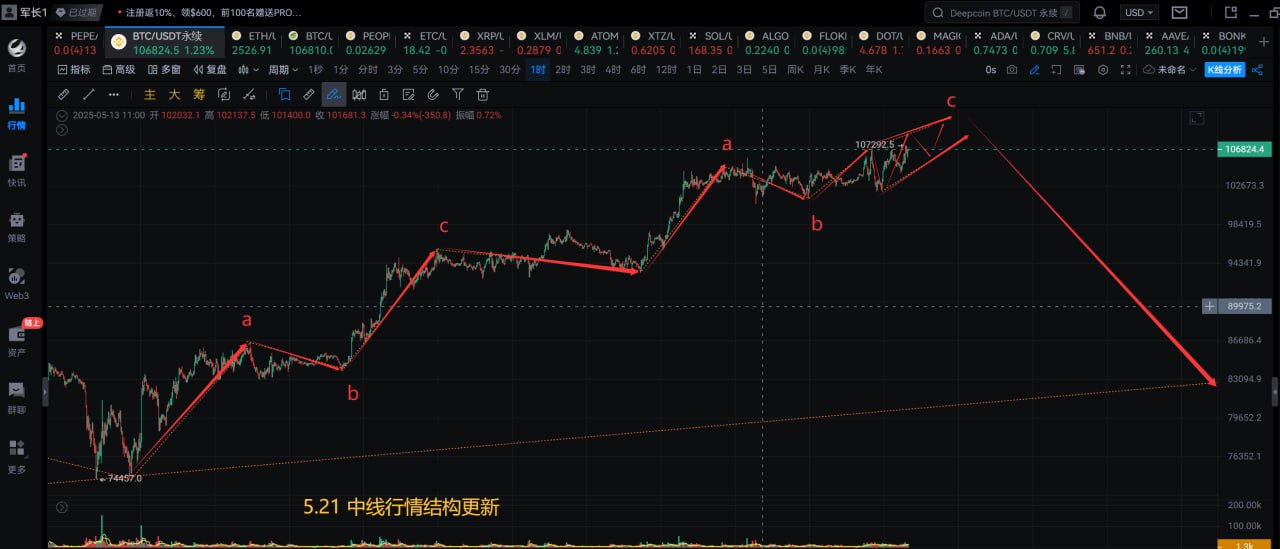 军长1 已过期 • 注册返10%、领$600，前100名赠送PRO... Deepcoin BTC/USDT 永续 / USD
PEPE/ BTC/USDT永续 ETH/U BTC/U PEOPI ETC/U XRP/U XLM/U ATOM XTZ/U SOL/U ALGO FLOKI DOT/U MAGIC ADA/U CRV/U BNB/U AAVE/ BONK
0.0(4)13 106824.5 1.23% 2526.91 106810.0 0.02629 18.42 -0 2.3563 0.2879 4.839 1. 0.6205 168.35 0.2240 0.0(4)98 4.678 1. 0.1663 0.7473 0.709 5. 651.2 0. 260.13 4 0.0(4)19
首页
指标 高级 多窗 复盘 周期 1秒 1分 分时 3分 5分 10分 15分 30分 1时 2时 3时 4时 6时 12时 1日 2日 3日 5日 周K 月K 季K 年K 0s 未命名 K线分析
主 大 筹
行情
2025-05-13 11:00 开 102032.1 高 102137.5 低 101400.0 收 101681.3 涨幅 -0.34%(-350.8) 振幅 0.72%
c
a
107292.5
106824.4
快讯
102673.3
b
98419.5
c
策略
94341.9
Web3
89975.2
链上
a
资产
86686.4
b
83094.9
群聊
79652.2
更多
76352.1
74457.0
5.21 中线行情结构更新
200.00k
100.00k
1.3k